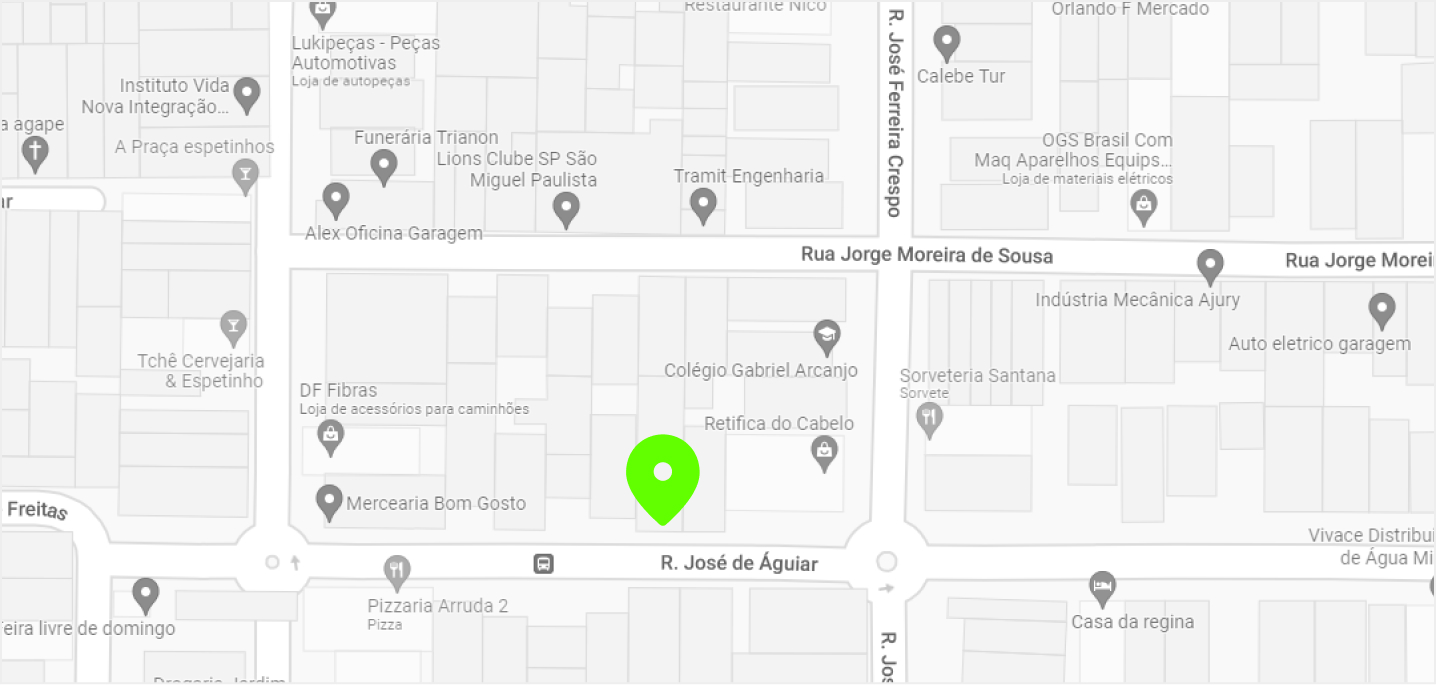 Restaurante Nico
Orlando F Mercado
Lukipeças - Peças
Automotivas
Loja de autopeças
R. José Ferreira Crespo
Calebe Tur
Instituto Vida
Nova Integração...
a agape
A Praça espetinhos
Funerária Trianon
Lions Clube SP São
Miguel Paulista
Tramit Engenharia
OGS Brasil Com
Maq Aparelhos Equips...
Loja de materiais elétricos
ar
Alex Oficina Garagem
Rua Jorge Moreira de Sousa
Rua Jorge Morei
Indústria Mecânica Ajury
Auto eletrico garagem
Tchê Cervejaria
& Espetinho
Colégio Gabriel Arcanjo
DF Fibras
Loja de acessórios para caminhões
Sorveteria Santana
Sorvete
Retifica do Cabelo
Mercearia Bom Gosto
Freitas
R. José de Águiar
Vivace Distribui
de Água Mi
Pizzaria Arruda 2
Pizza
eira livre de domingo
Casa da regina
R. Jos
Drogaria Jardim